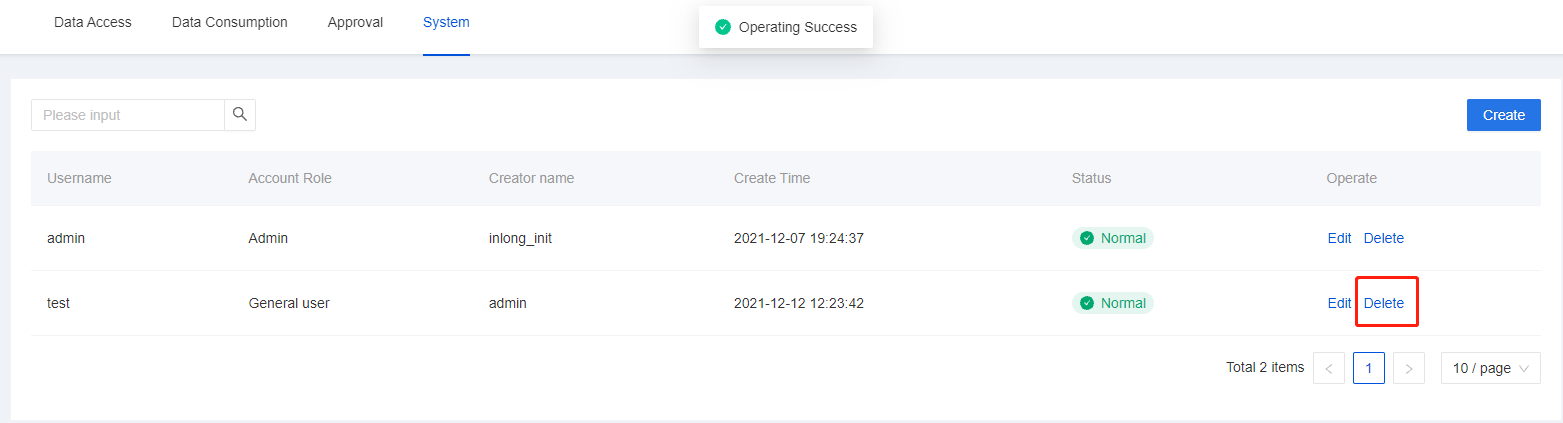 Data Access Data Consumption Approval System Operating Success
Please input Create
Username Account Role Creator name Create Time Status Operate
admin Admin inlong_init 2021-12-07 19:24:37 Normal Edit Delete
test General user admin 2021-12-12 12:23:42 Normal Edit Delete
Total 2 items < 1 > 10 / page